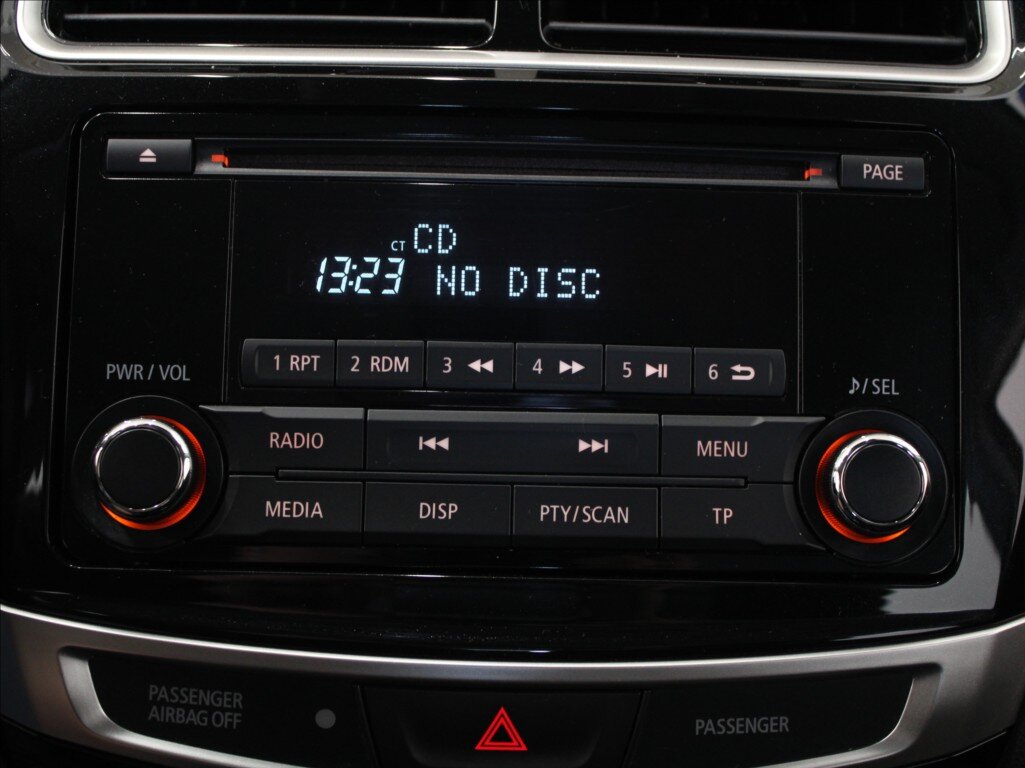 PAGE
CT CD
13:23 NO DISC
1 RPT 2 RDM 3 4 5 6
PWR / VOL
♪/SEL
RADIO MENU
MEDIA DISP PTY/SCAN TP
PASSENGER
AIRBAG OFF
PASSENGER